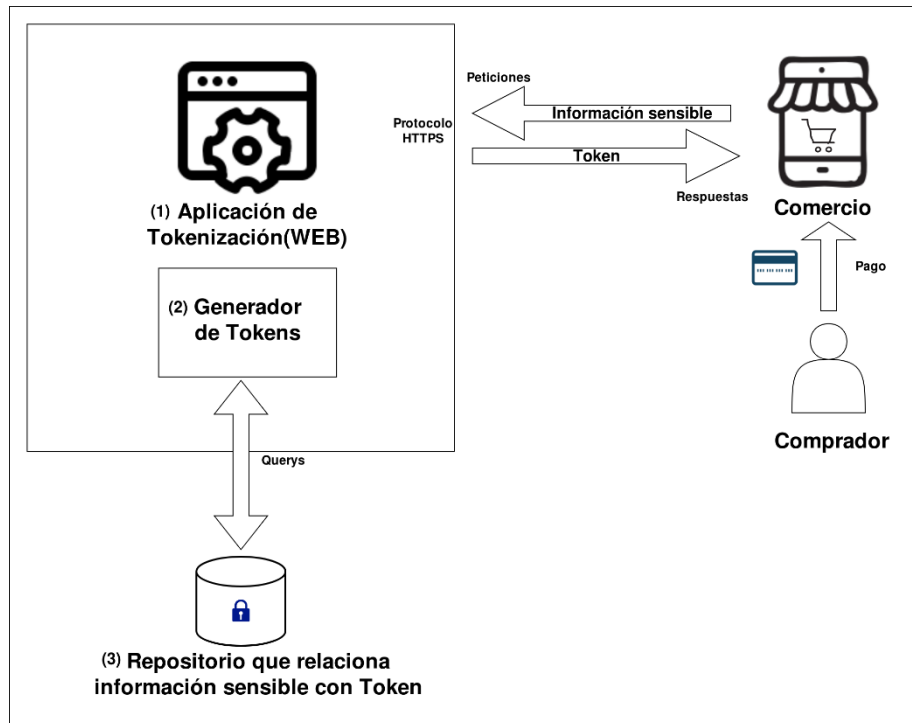 Peticiones
Información sensible
Protocolo
HTTPS
Token
Respuestas
(1) Aplicación de
Tokenización(WEB)
Comercio
Pago
(2) Generador
de Tokens
Comprador
Querys
(3) Repositorio que relaciona
información sensible con Token